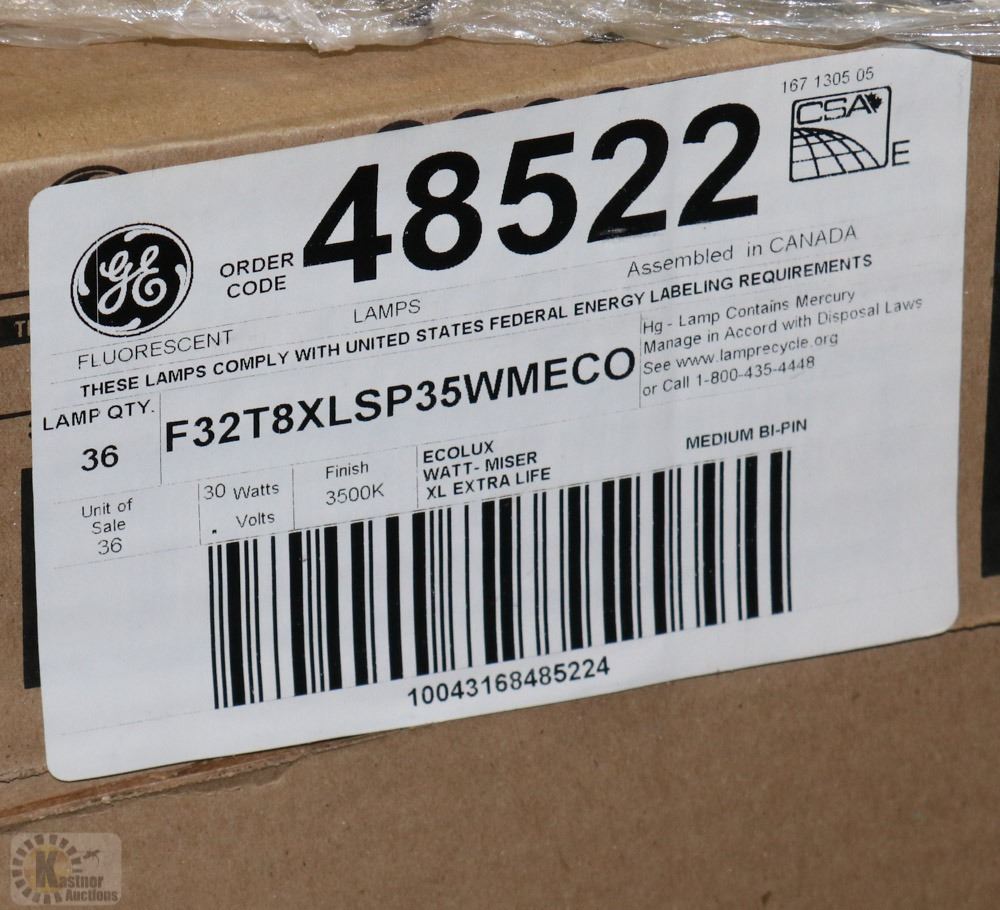 167 1305 05
CSA
E
GE
ORDER CODE
48522
Assembled in CANADA
FLUORESCENT LAMPS
THESE LAMPS COMPLY WITH UNITED STATES FEDERAL ENERGY LABELING REQUIREMENTS
LAMP QTY.
36
F32T8XLSP35WMECO
Hg - Lamp Contains Mercury
Manage in Accord with Disposal Laws
See www.lamprecycle.org
or Call 1-800-435-4448
Unit of
Sale
36
30 Watts
. Volts
Finish
3500K
ECOLUX
WATT- MISER
XL EXTRA LIFE
MEDIUM BI-PIN
10043168485224
Kastner
Auctions